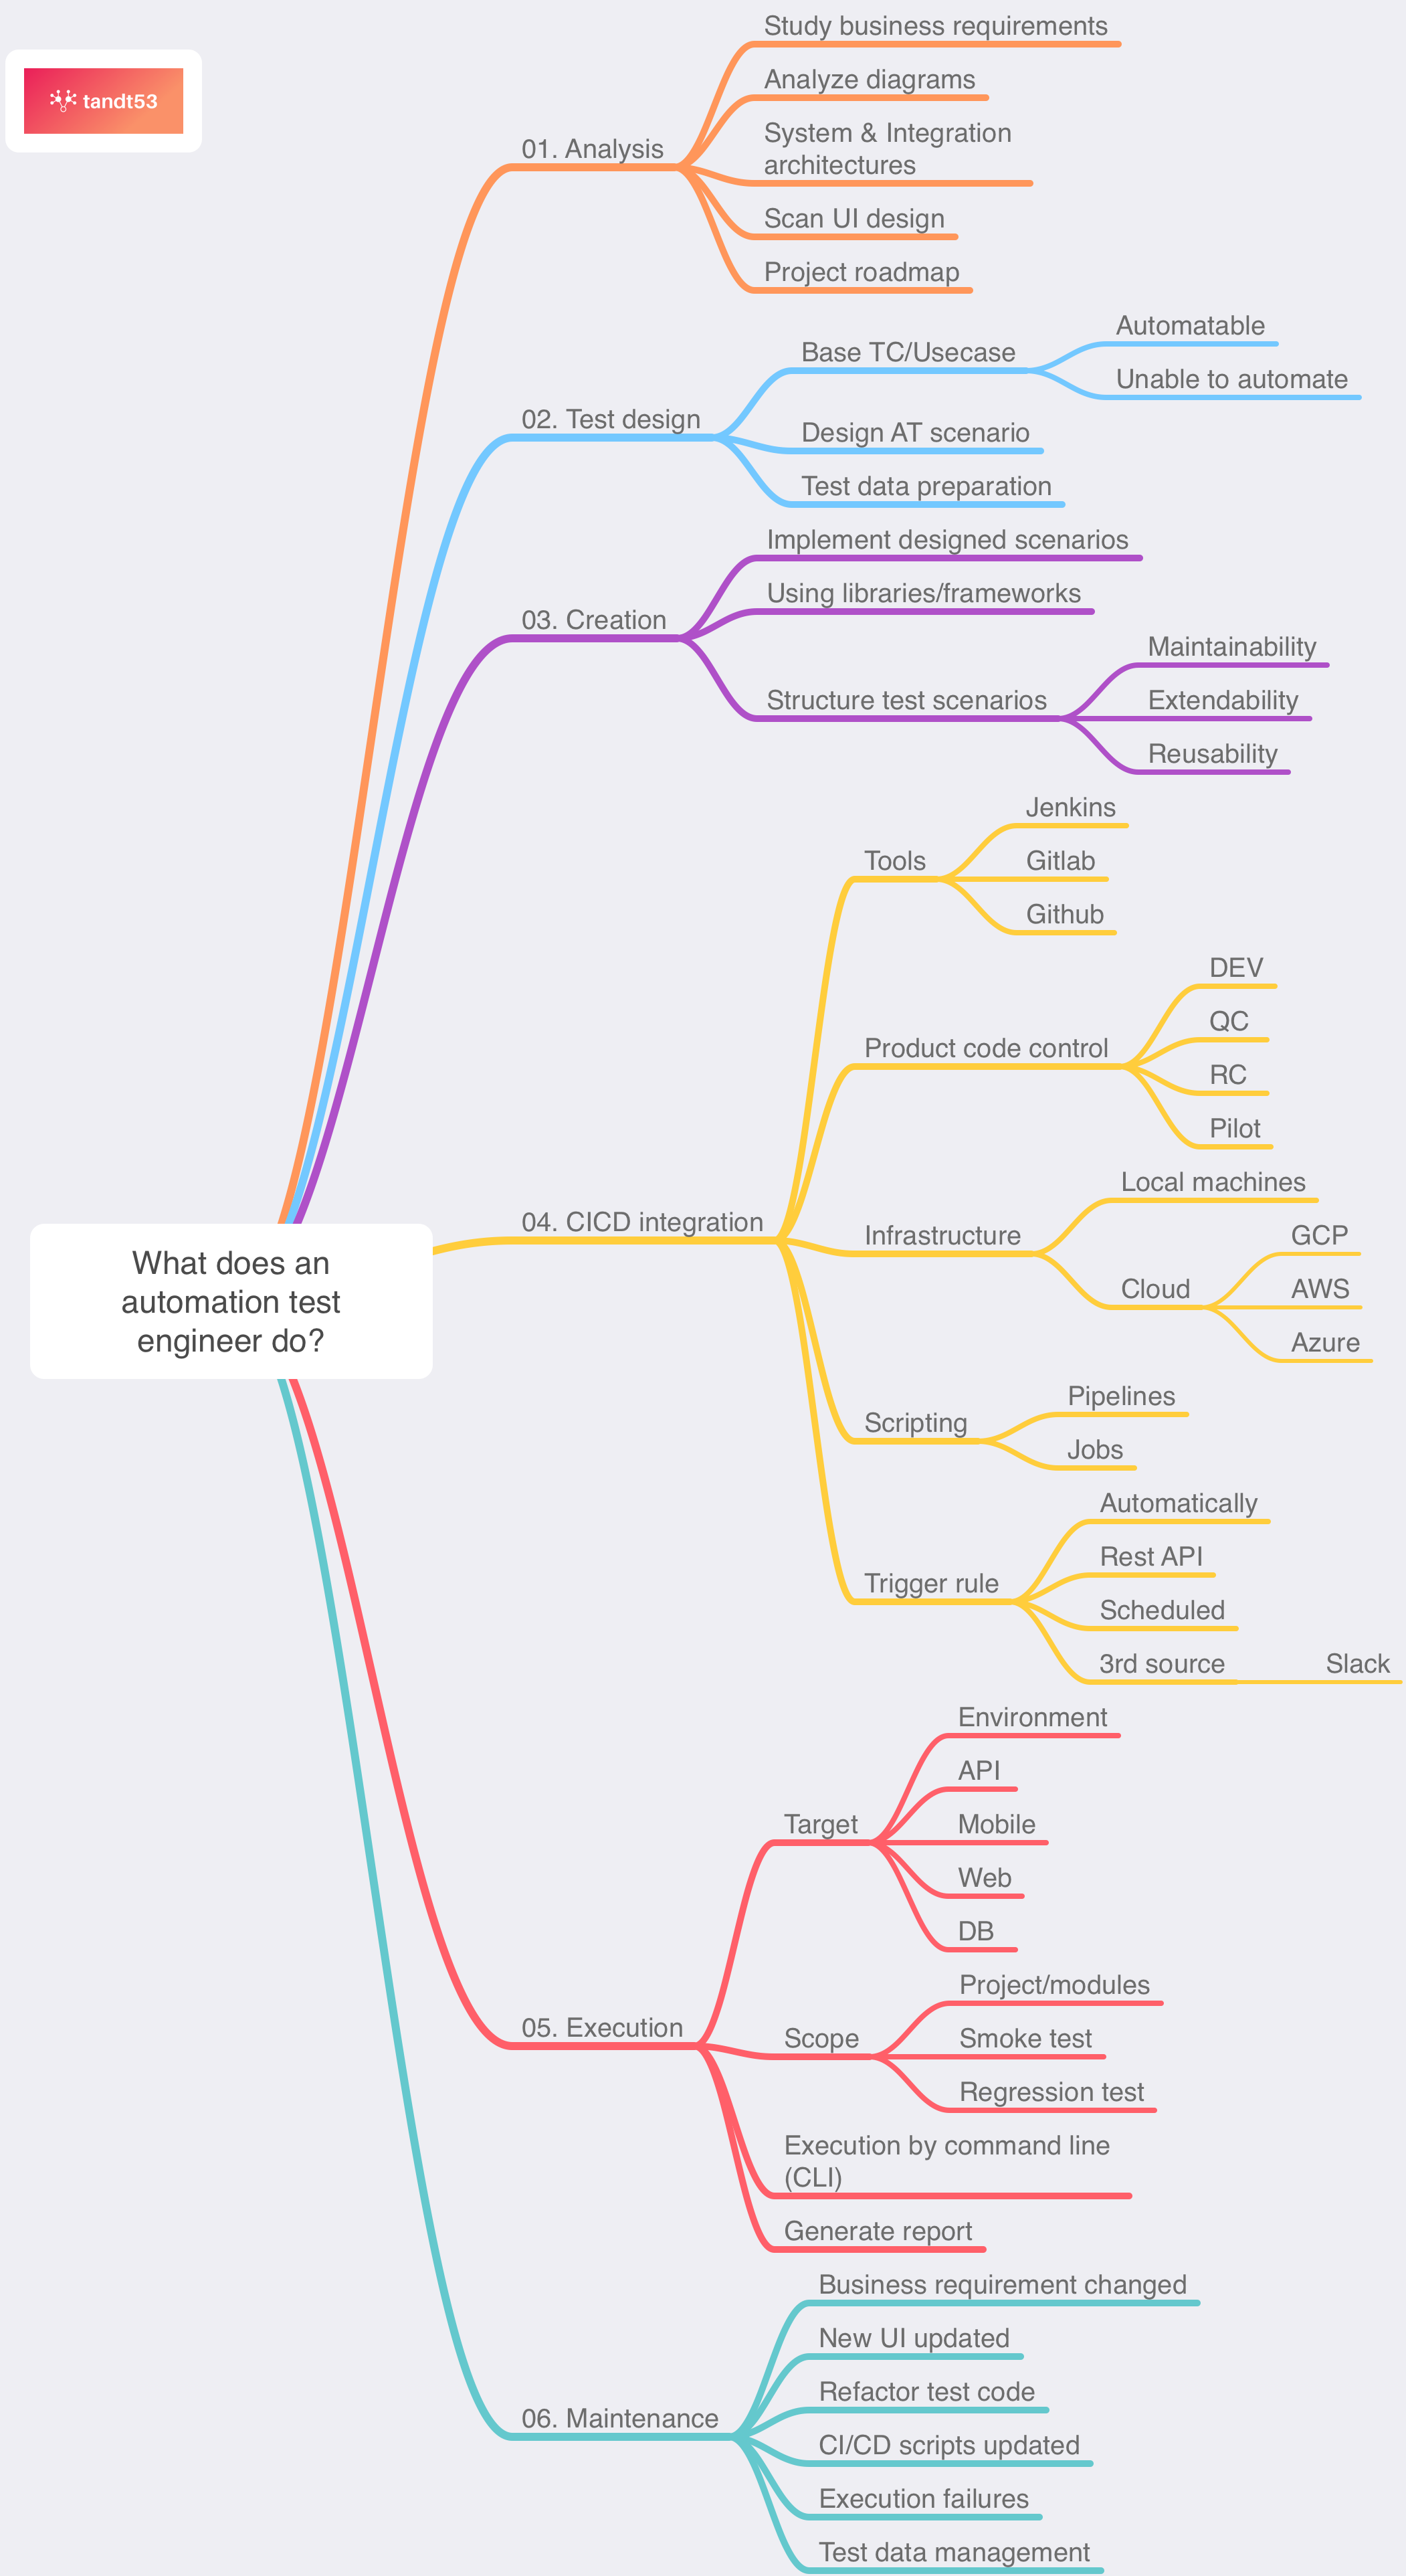 tandt53
What does an
automation test
engineer do?
01. Analysis
Study business requirements
Analyze diagrams
System & Integration
architectures
Scan UI design
Project roadmap
02. Test design
Base TC/Usecase
Automatable
Unable to automate
Design AT scenario
Test data preparation
03. Creation
Implement designed scenarios
Using libraries/frameworks
Structure test scenarios
Maintainability
Extendability
Reusability
04. CICD integration
Tools
Jenkins
Gitlab
Github
Product code control
DEV
QC
RC
Pilot
Infrastructure
Local machines
Cloud
GCP
AWS
Azure
Scripting
Pipelines
Jobs
Trigger rule
Automatically
Rest API
Scheduled
3rd source
Slack
05. Execution
Target
Environment
API
Mobile
Web
DB
Scope
Project/modules
Smoke test
Regression test
Execution by command line
(CLI)
Generate report
06. Maintenance
Business requirement changed
New UI updated
Refactor test code
CI/CD scripts updated
Execution failures
Test data management